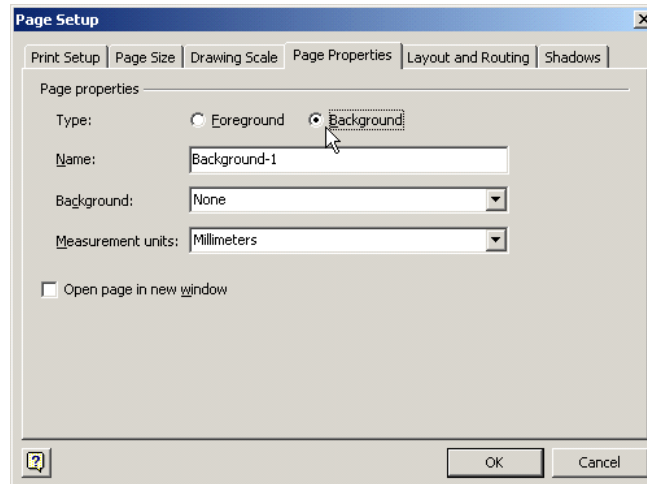 Page Setup
Print Setup Page Size Drawing Scale Page Properties Layout and Routing Shadows
Page properties
Type: Foreground Background
Name: Background-1
Background: None
Measurement units: Millimeters
Open page in new window
OK Cancel